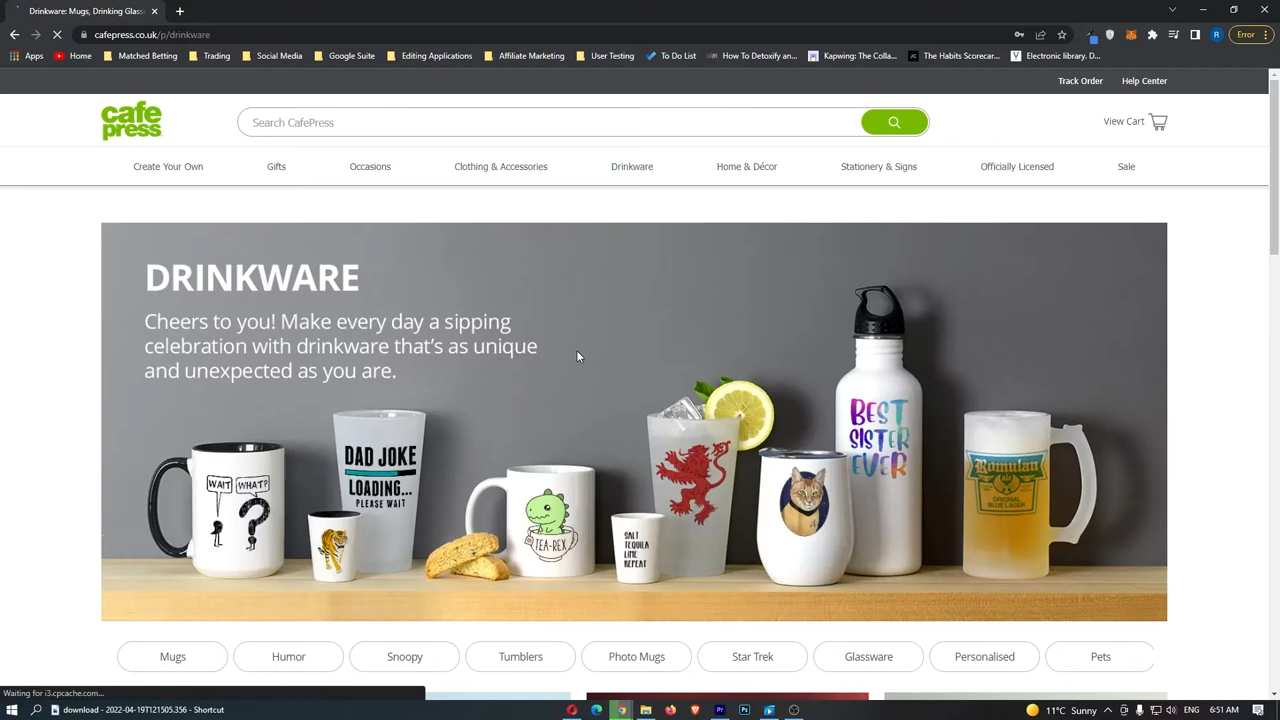 Drinkware: Mugs, Drinking Glass
cafepress.co.uk/p/drinkware
Error
Apps
Home
Matched Betting
Trading
Social Media
Google Suite
Editing Applications
Affiliate Marketing
User Testing
To Do List
How To Detoxify an...
Kapwing: The Colla...
The Habits Scorecar...
Electronic library. D...
Track Order
Help Center
cafe
press
Search CafePress
View Cart
Create Your Own
Gifts
Occasions
Clothing & Accessories
Drinkware
Home & Décor
Stationery & Signs
Officially Licensed
Sale
DRINKWARE
Cheers to you! Make every day a sipping
celebration with drinkware that's as unique
and unexpected as you are.
WAIT
WHAT?
DAD JOKE
LOADING...
PLEASE WAIT
TEA-REX
SALT
TEQUILA
LIME
REPEAT
BEST
SISTER
EVER
Romulan
ale
ORIGINAL
BLUE LAGER
Mugs
Humor
Snoopy
Tumblers
Photo Mugs
Star Trek
Glassware
Personalised
Pets
Waiting for i3.cpcache.com...
download - 2022-04-19T121505.356 - Shortcut
11°C Sunny
6:51 AM